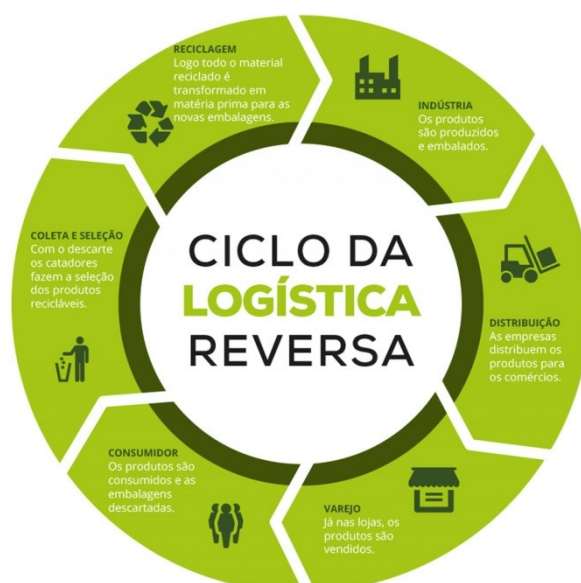 CICLO DA
LOGÍSTICA
REVERSA
INDÚSTRIA
Os produtos
são produzidos
e embalados.
DISTRIBUIÇÃO
As empresas
distribuem os
produtos para
os comércios.
VAREJO
Já nas lojas, os
produtos são
vendidos.
CONSUMIDOR
Os produtos são
consumidos e as
embalagens
descartadas.
COLETA E SELEÇÃO
Com o descarte
os catadores
fazem a seleção
dos produtos
recicláveis.
RECICLAGEM
Logo todo o material
reciclado é
transformado em
matéria prima para as
novas embalagens.